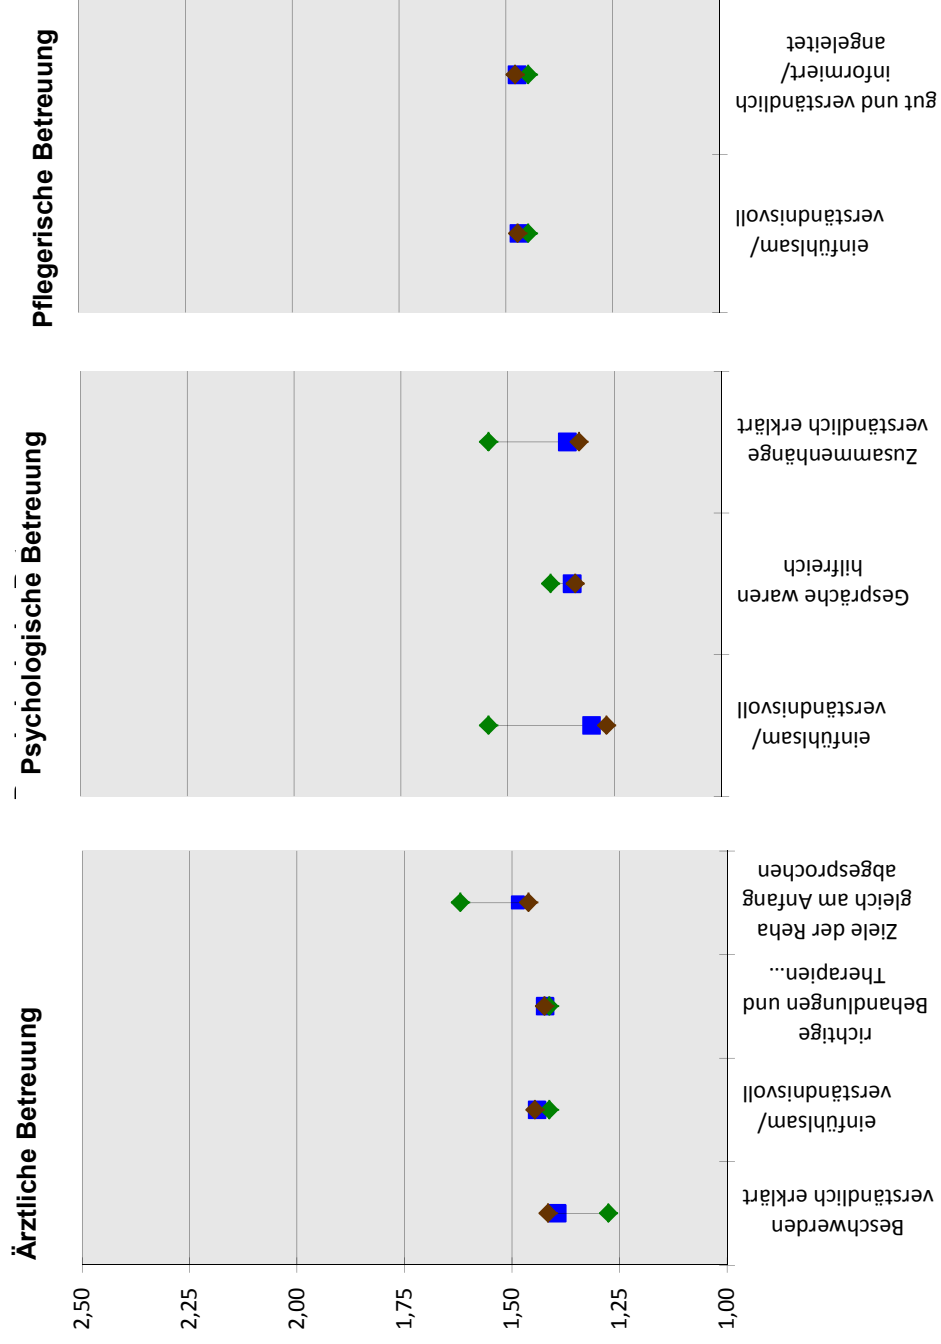 Ärztliche Betreuung
Psychologische Betreuung
Pflegerische Betreuung
2,50
2,25
2,00
1,75
1,50
1,25
1,00
Beschwerden
verständlich erklärt
einfühlsam/
verständnisvoll
richtige
Behandlungen und
Therapien...
Ziele der Reha
gleich am Anfang
abgesprochen
einfühlsam/
verständnisvoll
Gespräche waren
hilfreich
Zusammenhänge
verständlich erklärt
einfühlsam/
verständnisvoll
gut und verständlich
informiert/
angeleitet